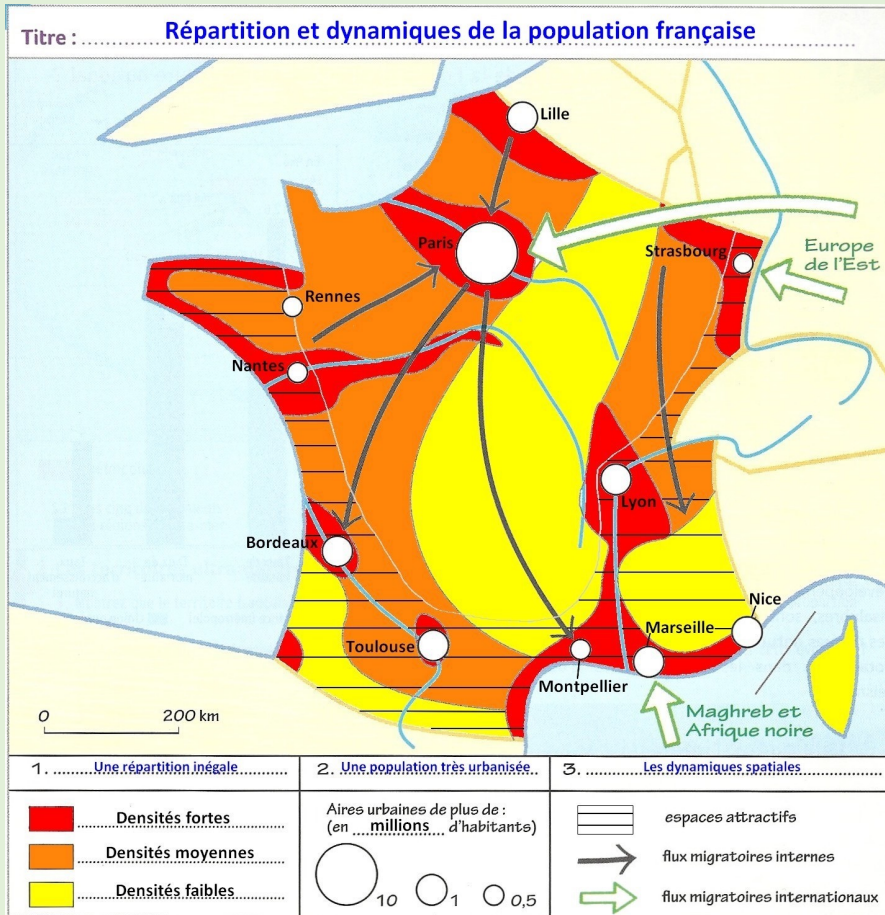 Titre : Répartition et dynamiques de la population française
Lille
Paris
Strasbourg
Europe
de l'Est
Rennes
Nantes
Lyon
Bordeaux
Nice
Marseille
Toulouse
Montpellier
0 200 km
Maghreb et
Afrique noire
1. Une répartition inégale
Densités fortes
Densités moyennes
Densités faibles
2. Une population très urbanisée
Aires urbaines de plus de :
(en millions d'habitants)
10 1 0,5
3. Les dynamiques spatiales
espaces attractifs
flux migratoires internes
flux migratoires internationaux